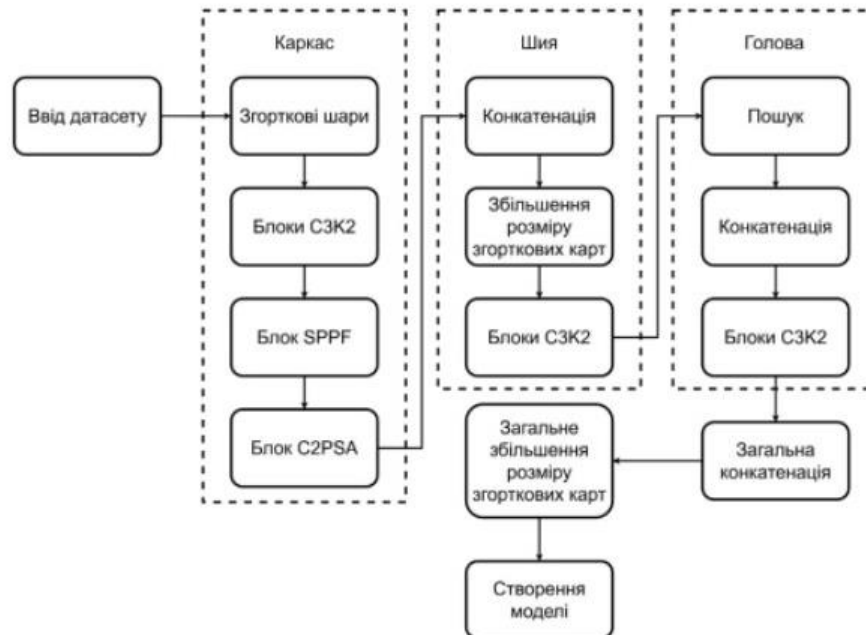 Каркас
Шия
Голова
Ввід датасету
Згорткові шари
Конкатенація
Пошук
Блоки C3K2
Збільшення
розміру
згорткових карт
Конкатенація
Блок SPPF
Блоки C3K2
Блоки C3K2
Блок C2PSA
Загальне
збільшення
розміру
згорткових карт
Загальна
конкатенація
Створення
моделі